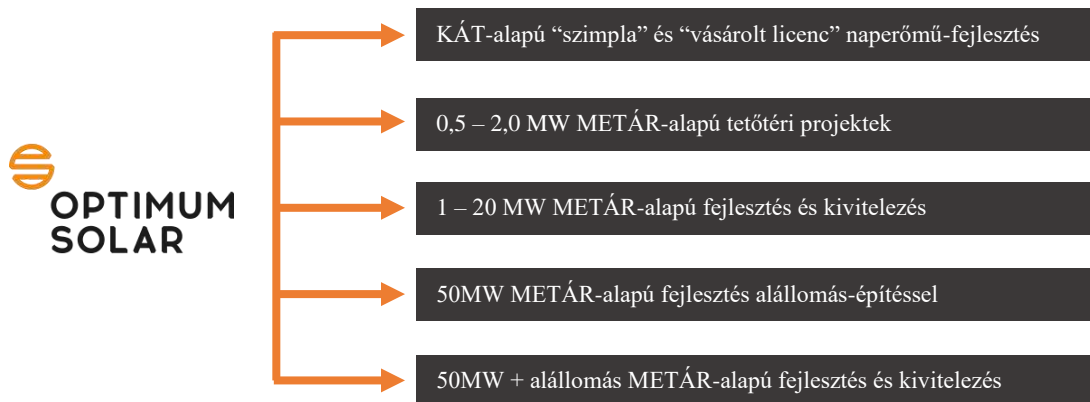 KÁT-alapú “szimpla” és “vásárolt licenc” naperőmű-fejlesztés
0,5 – 2,0 MW METÁR-alapú tetőtéri projektek
OPTIMUM
SOLAR
1 – 20 MW METÁR-alapú fejlesztés és kivitelezés
50MW METÁR-alapú fejlesztés alállomás-építéssel
50MW + alállomás METÁR-alapú fejlesztés és kivitelezés